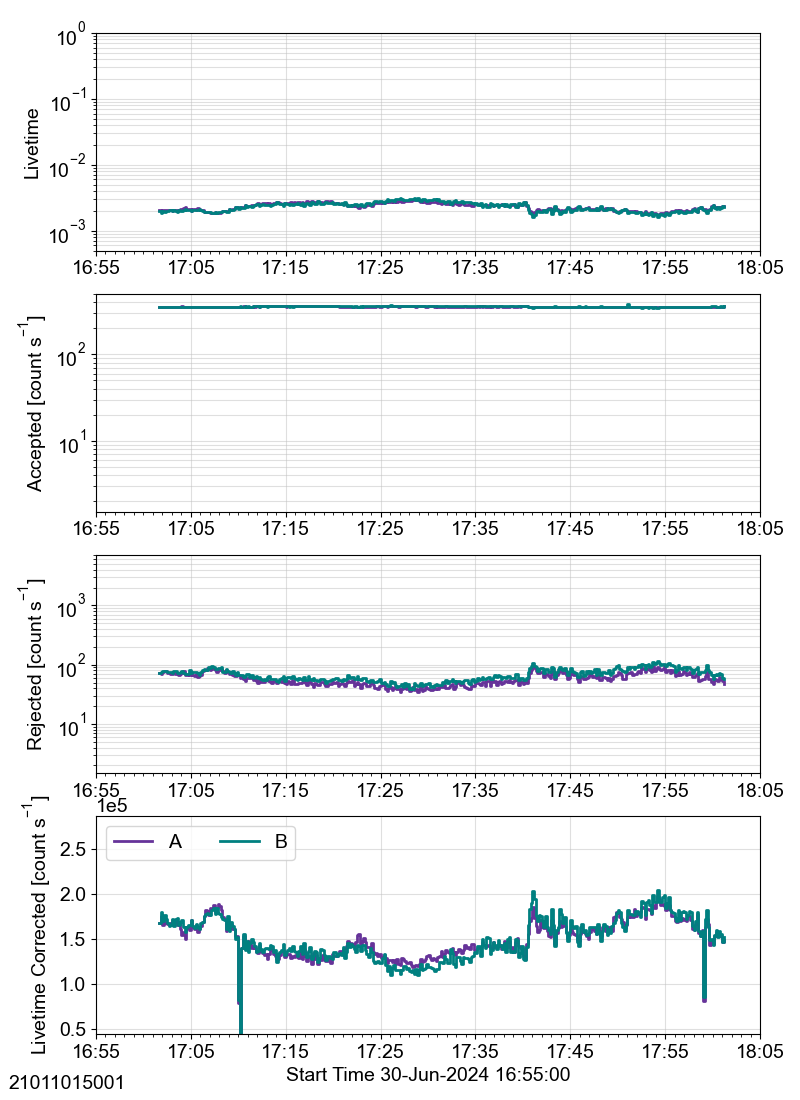 10^0
10^−1
10^−2
10^−3
Livetime
16:55 17:05 17:15 17:25 17:35 17:45 17:55 18:05
10^2
10^1
Accepted [count s^−1]
16:55 17:05 17:15 17:25 17:35 17:45 17:55 18:05
10^3
10^2
10^1
Rejected [count s^−1]
16:55 17:05 17:15 17:25 17:35 17:45 17:55 18:05
1e5
A B
2.5
2.0
1.5
1.0
0.5
Livetime Corrected [count s^−1]
16:55 17:05 17:15 17:25 17:35 17:45 17:55 18:05
Start Time 30-Jun-2024 16:55:00
21011015001